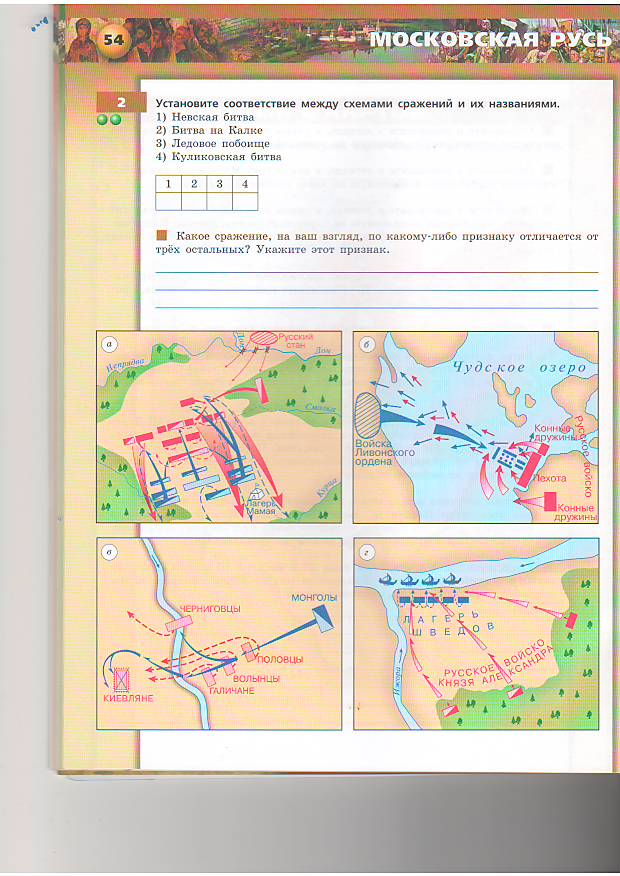 54
МОСКОВСКАЯ РУСЬ
2
Установите соответствие между схемами сражений и их названиями.
1) Невская битва
2) Битва на Калке
3) Ледовое побоище
4) Куликовская битва
1 2 3 4
Какое сражение, на ваш взгляд, по какому-либо признаку отличается от
трёх остальных? Укажите этот признак.
а
Русский
стан
Дон
Дон
Непрядва
Смолка
Курца
Лагерь
Мамая
б
Чудское озеро
Войска
Ливонского
ордена
Конные
дружины
Русское войско
Пехота
Конные
дружины
в
ЧЕРНИГОВЦЫ
МОНГОЛЫ
ПОЛОВЦЫ
ВОЛЫНЦЫ
ГАЛИЧАНЕ
КИЕВЛЯНЕ
г
ЛАГЕРЬ
ШВЕДОВ
РУССКОЕ ВОЙСКО
КНЯЗЯ АЛЕКСАНДРА
Ижора